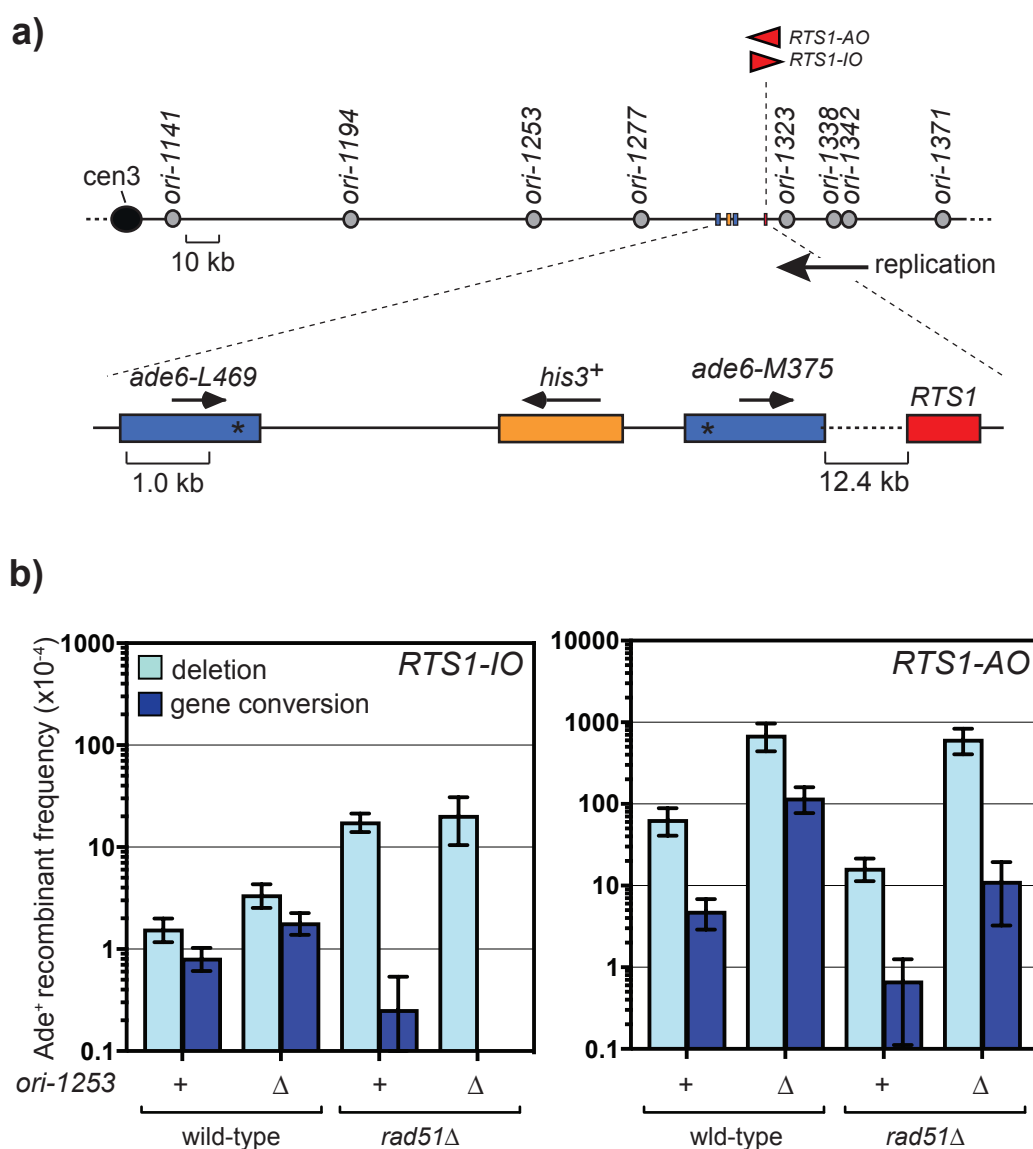 a)
RTS1-AO
RTS1-IO
cen3
ori-1141
ori-1194
ori-1253
ori-1277
ori-1323
ori-1338
ori-1342
ori-1371
10 kb
replication
ade6-L469
his3+
ade6-M375
RTS1
*
*
1.0 kb
12.4 kb
b)
Ade+ recombinant frequency (x10-4)
1000
100
10
1
0.1
deletion
gene conversion
RTS1-IO
10000
1000
100
10
1
0.1
RTS1-AO
ori-1253 + Δ + Δ + Δ + Δ
wild-type
rad51Δ
wld-type
rad51Δ